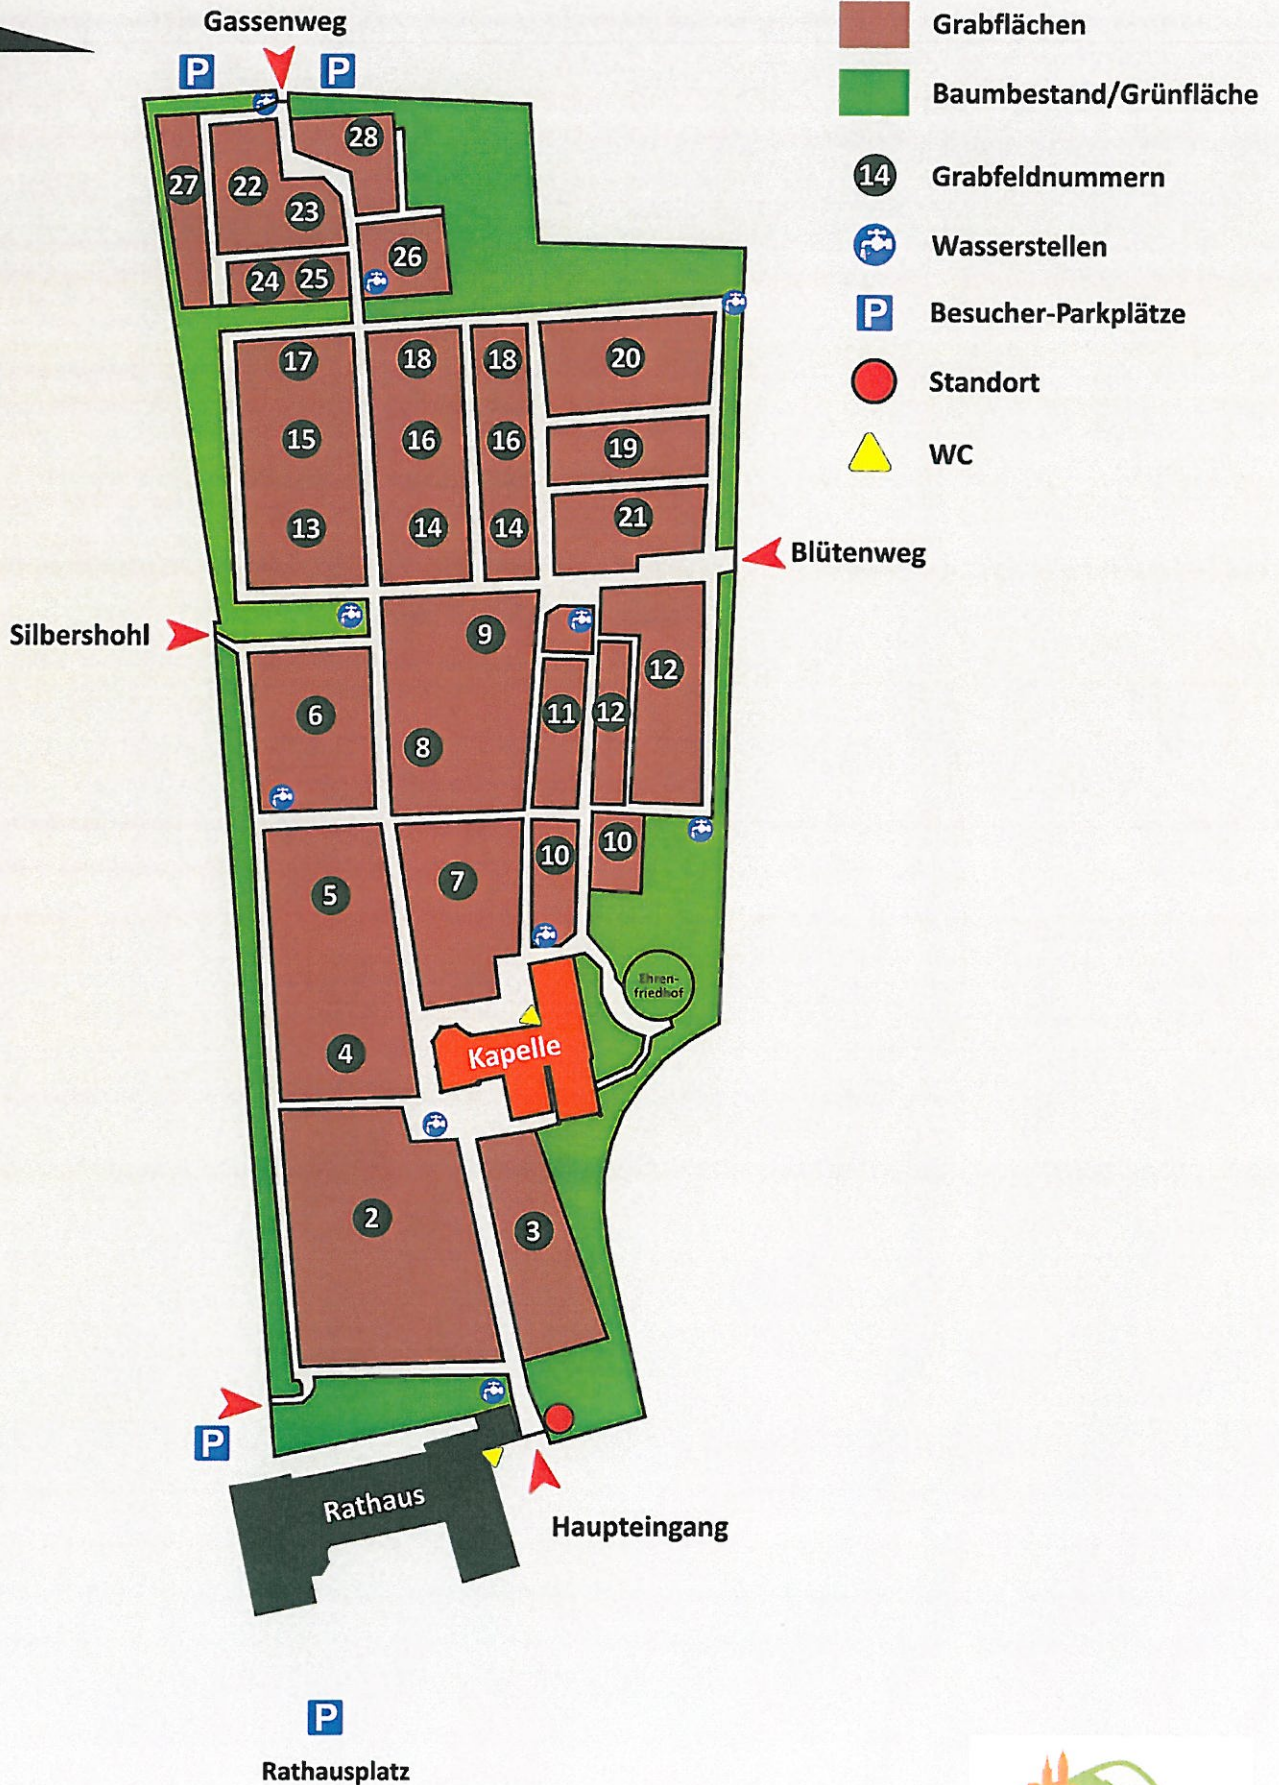 Gassenweg
P
P
Grabflächen
Baumbestand/Grünfläche
14
Grabfeldnummern
Wasserstellen
P
Besucher-Parkplätze
Standort
WC
28
27
22
23
26
24
25
17
18
18
20
15
16
16
19
13
14
14
21
Blütenweg
Silbershohl
9
12
6
11
12
8
10
10
5
7
Ehren-
friedhof
4
Kapelle
2
3
P
Rathaus
Haupteingang
P
Rathausplatz